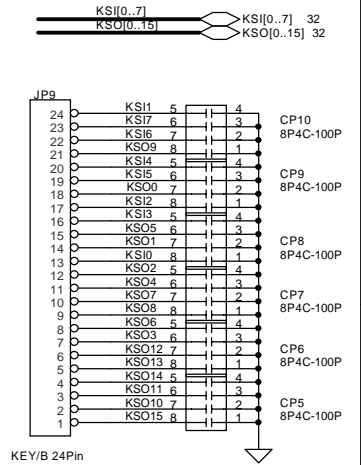 KSI[0..7] KSI[0..7] 32
KSO[0..15] KSO[0..15] 32
JP9
24 KSI1 5 4
23 KSI7 6 3 CP10
22 KSI6 7 2 8P4C-100P
21 KSO9 8 1
20 KSI4 5 4
19 KSI5 6 3 CP9
18 KSO0 7 2 8P4C-100P
17 KSI2 8 1
16 KSI3 5 4
15 KSO5 6 3 CP8
14 KSO1 7 2 8P4C-100P
13 KSI0 8 1
12 KSO2 5 4
11 KSO4 6 3 CP7
10 KSO7 7 2 8P4C-100P
9 KSO8 8 1
8 KSO6 5 4
7 KSO3 6 3 CP6
6 KSO12 7 2 8P4C-100P
5 KSO13 8 1
4 KSO14 5 4
3 KSO11 6 3 CP5
2 KSO10 7 2 8P4C-100P
1 KSO15 8 1
KEY/B 24Pin